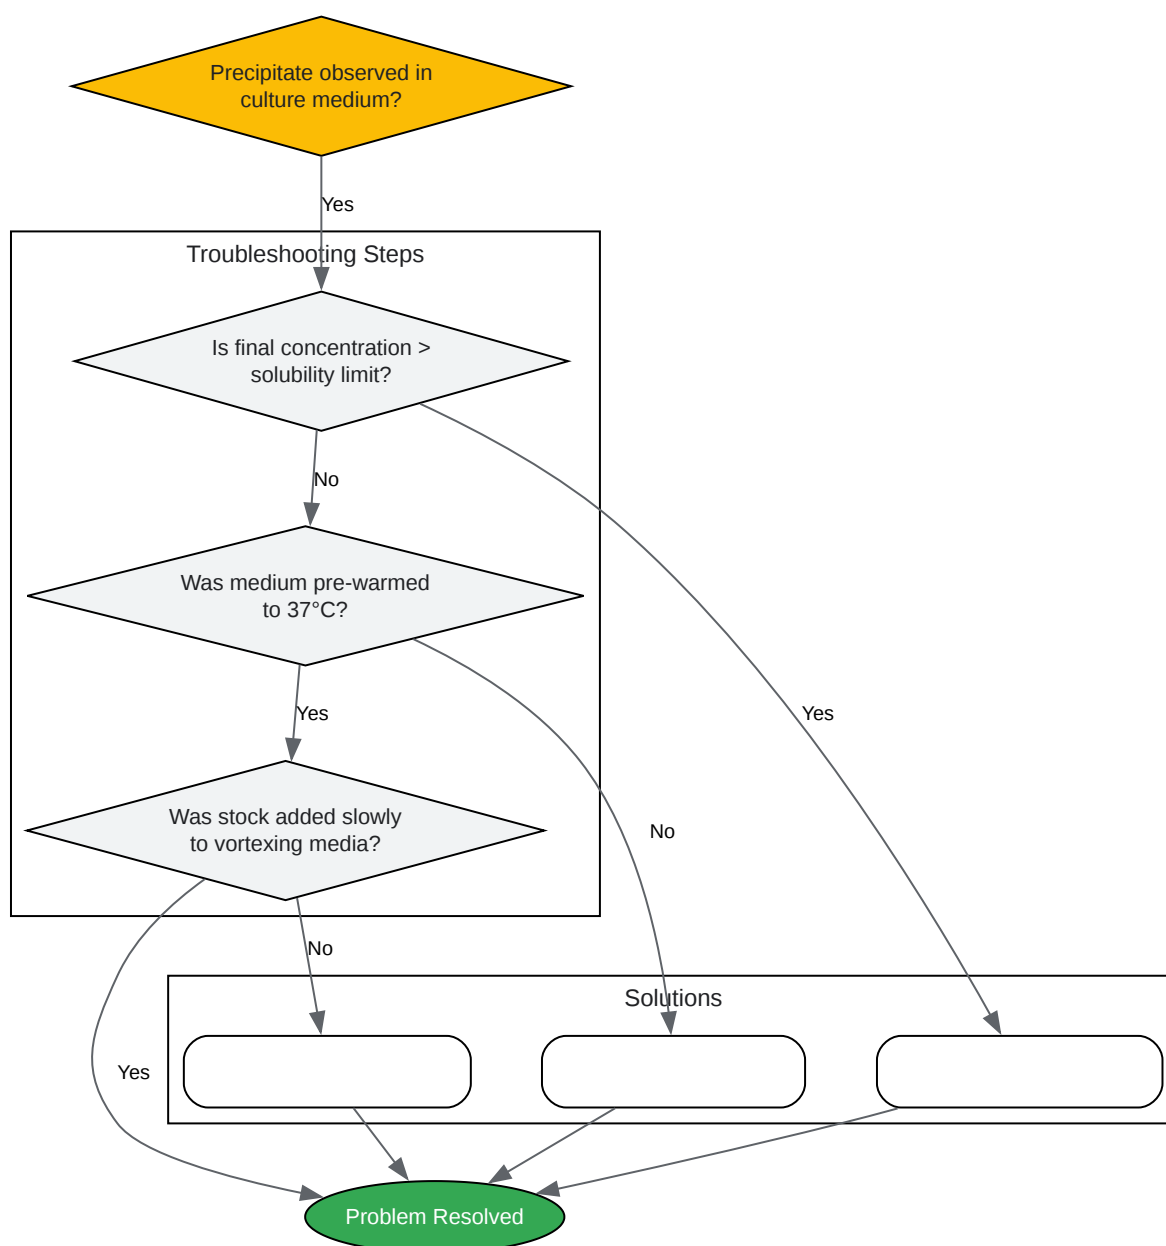 Precipitate observed in
culture medium?
Yes
Troubleshooting Steps
Is final concentration >
solubility limit?
No
Was medium pre-warmed
to 37°C?
Yes
Yes
Was stock added slowly
to vortexing media?
No
No
Solutions
Yes
Problem Resolved